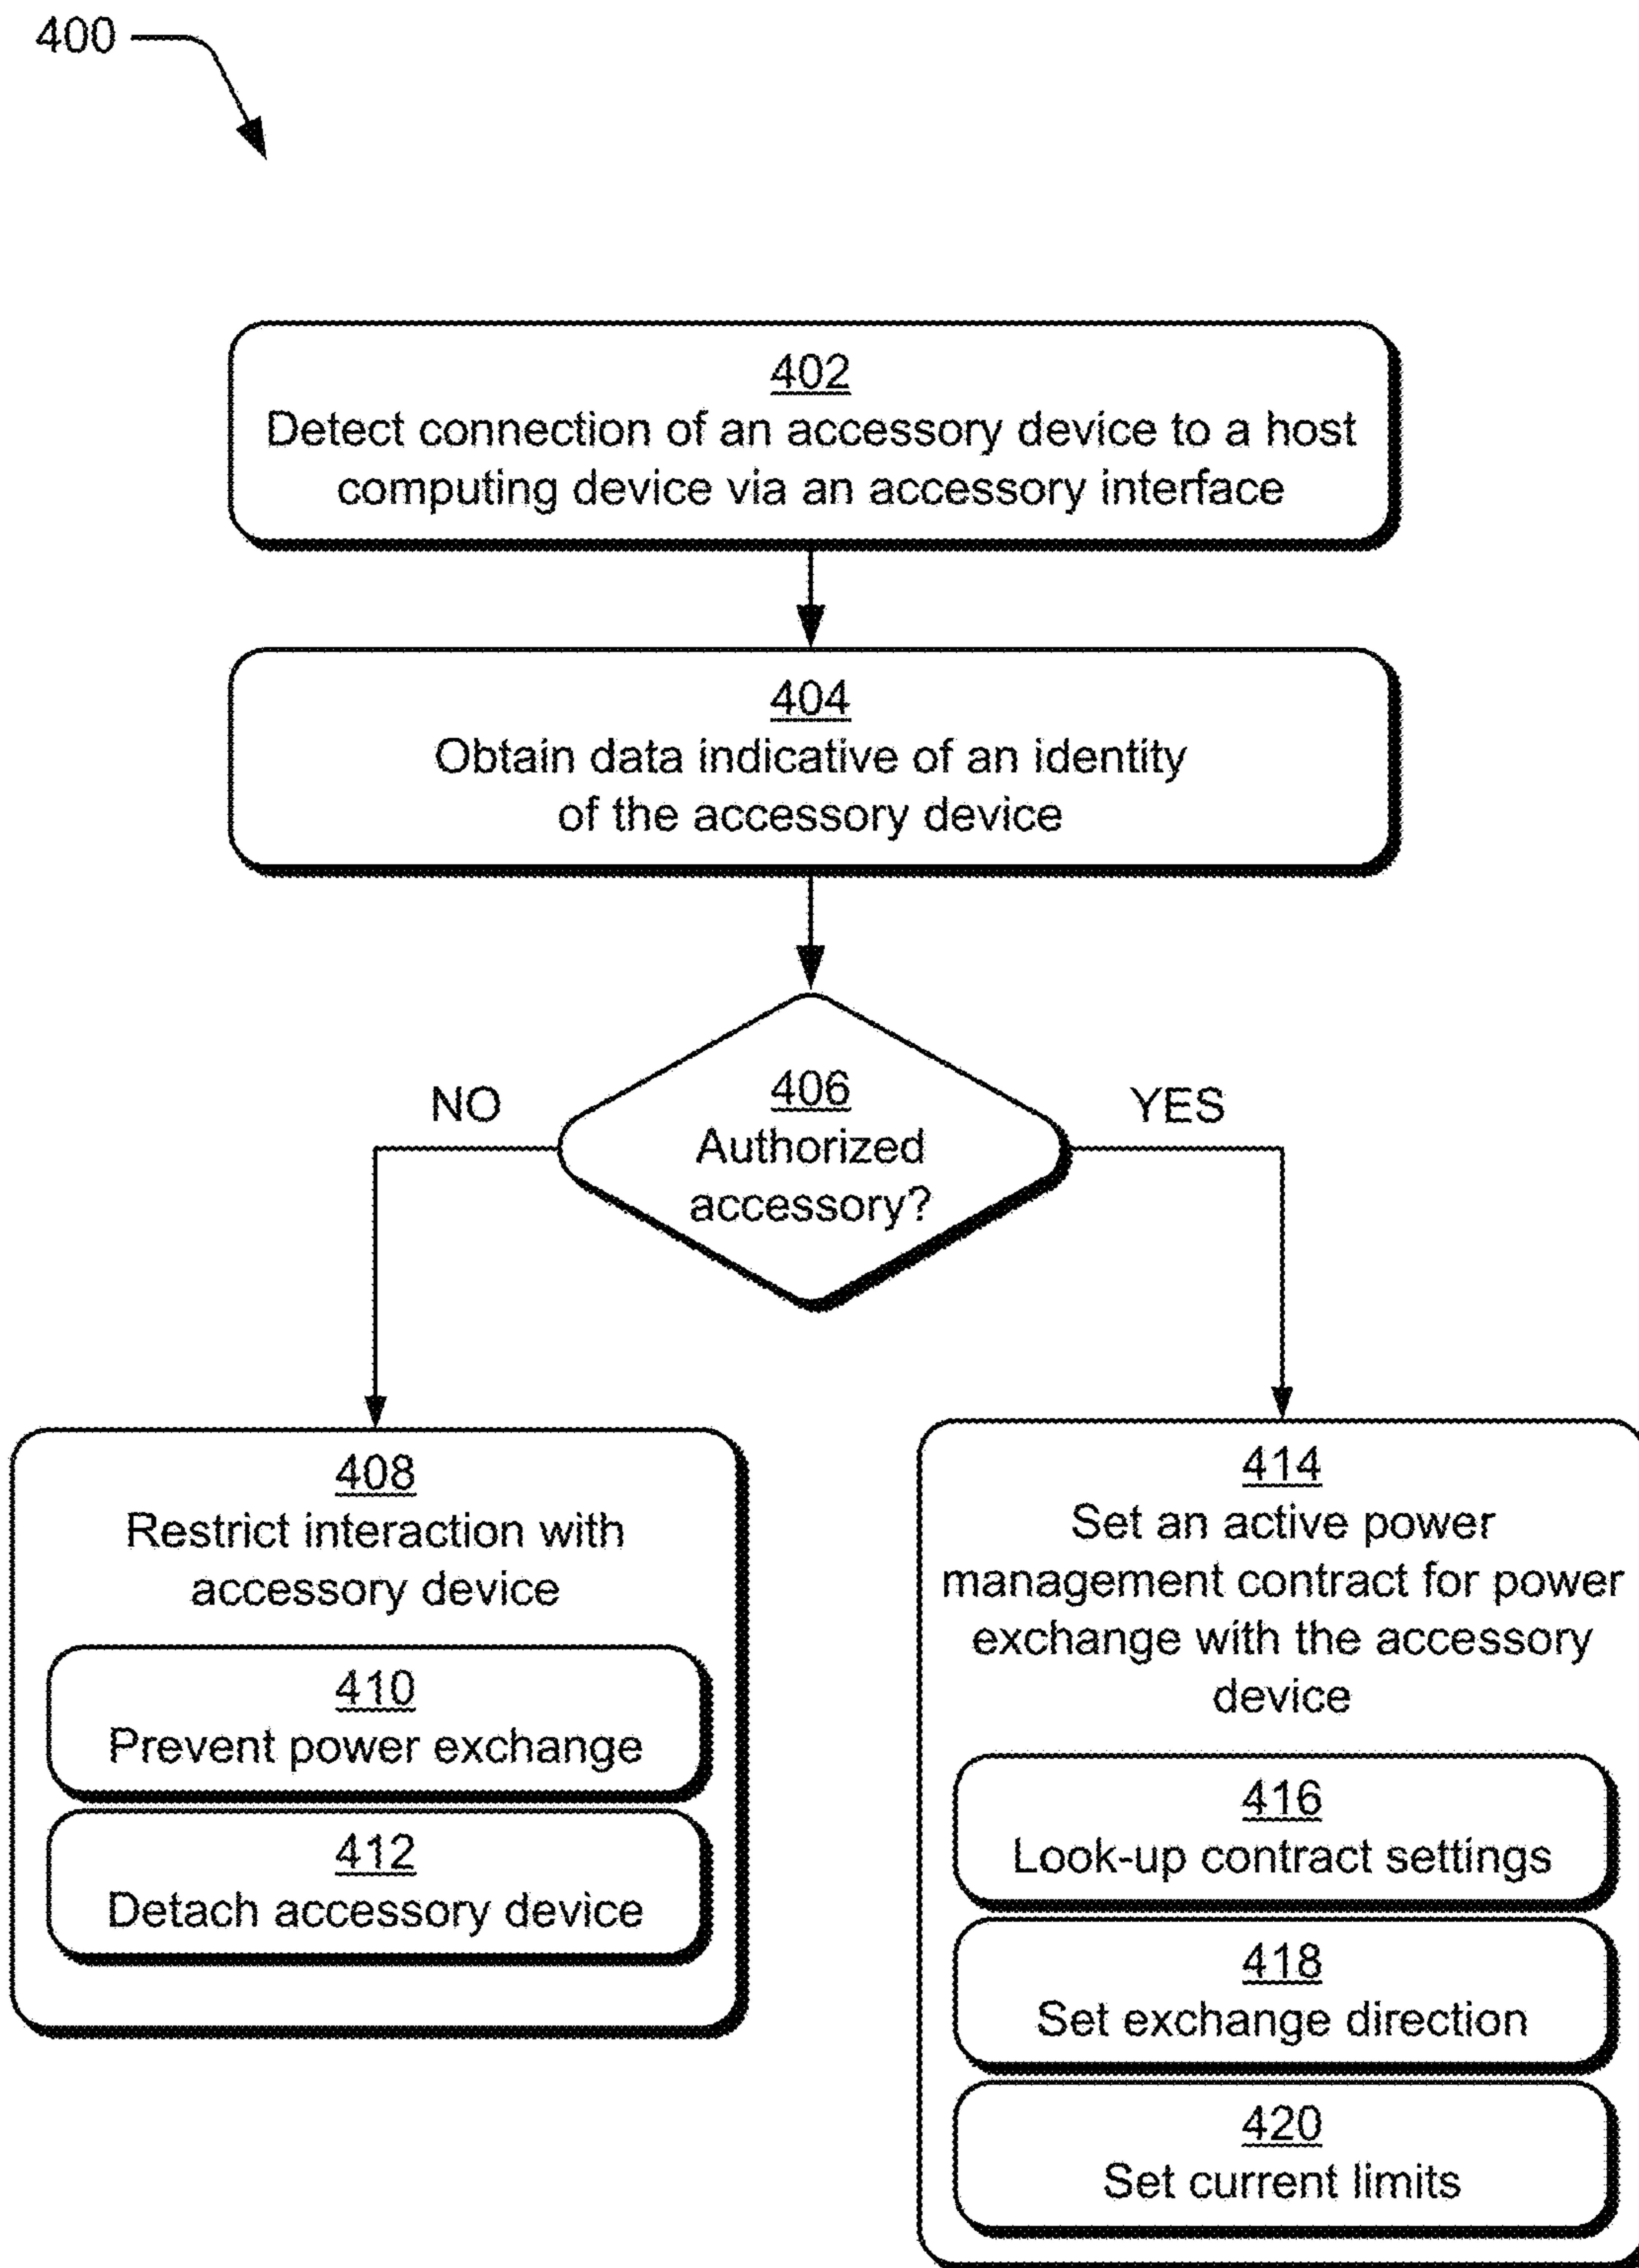 400
402
Detect connection of an accessory device to a host
computing device via an accessory interface
404
Obtain data indicative of an identity
of the accessory device
406
Authorized
accessory?
NO
YES
408
Restrict interaction with
accessory device
410
Prevent power exchange
412
Detach accessory device
414
Set an active power
management contract for power
exchange with the accessory
device
416
Look-up contract settings
418
Set exchange direction
420
Set current limits